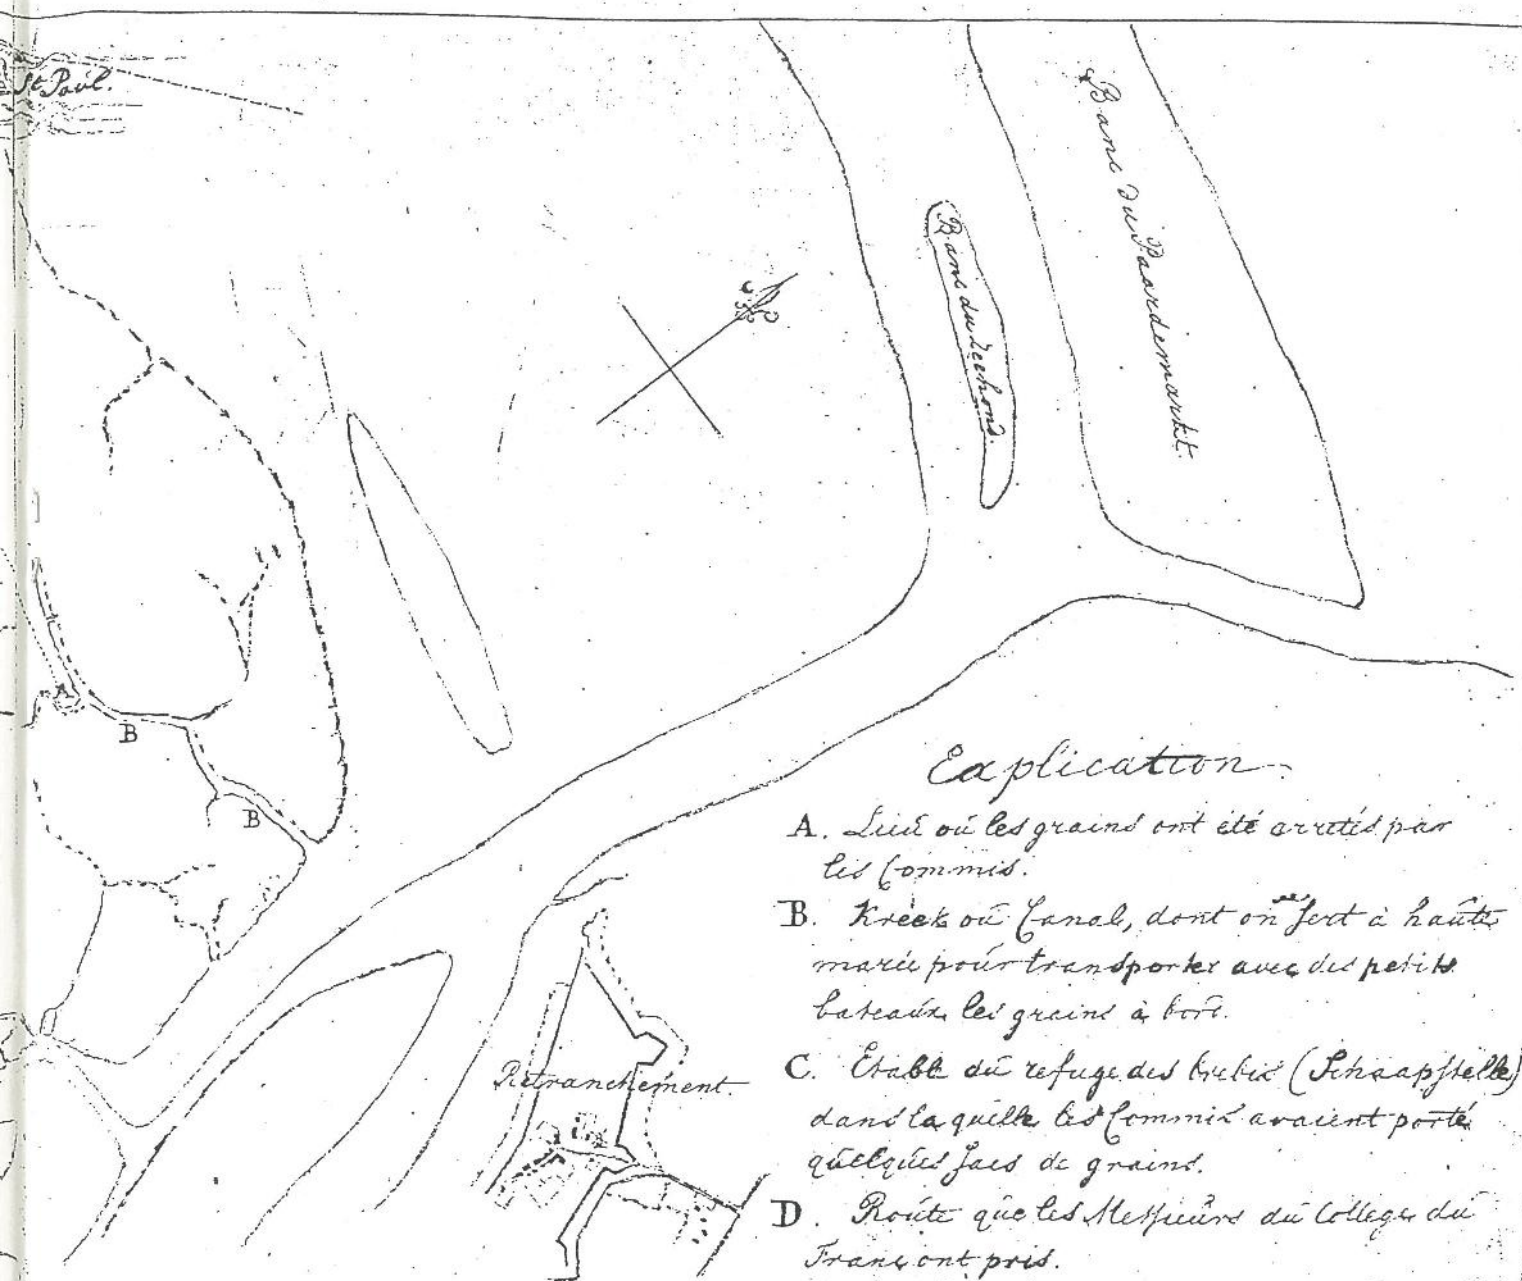 St Paul.
Banc du Paardemarkt.
Banc du
A
B
B
Retranchement.
Explication
A. Lieu où les grains ont été arretés par
les Commis.
B. Kreek ou Canal, dont on se sert à haute
marée pour transporter avec des petits
bateaux les grains à bord.
C. Etable du refuge des brebis (Schaapstelle)
dans laquelle les Commis avaient porté
quelques sacs de grains.
D. Route que les Messieurs du College du
Franc ont pris.